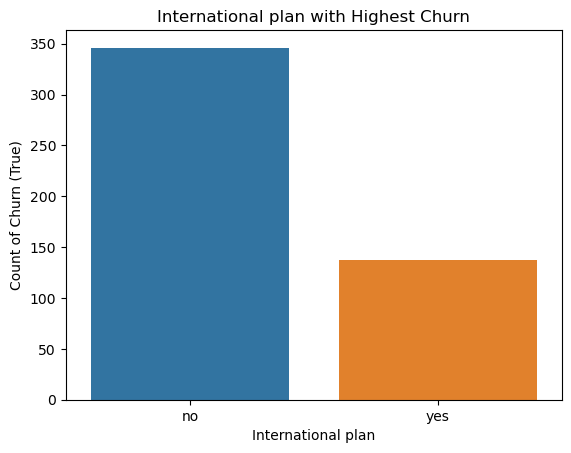 International plan with Highest Churn
Count of Churn (True)
350
300
250
200
150
100
50
0
no
yes
International plan